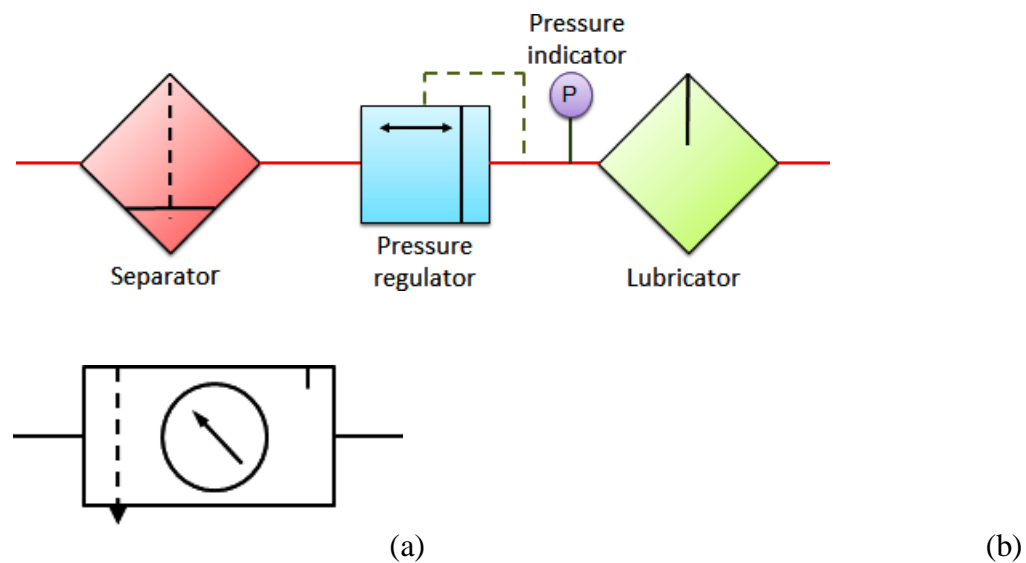 Pressure
indicator
P
Separator
Pressure
regulator
Lubricator
(a)
(b)